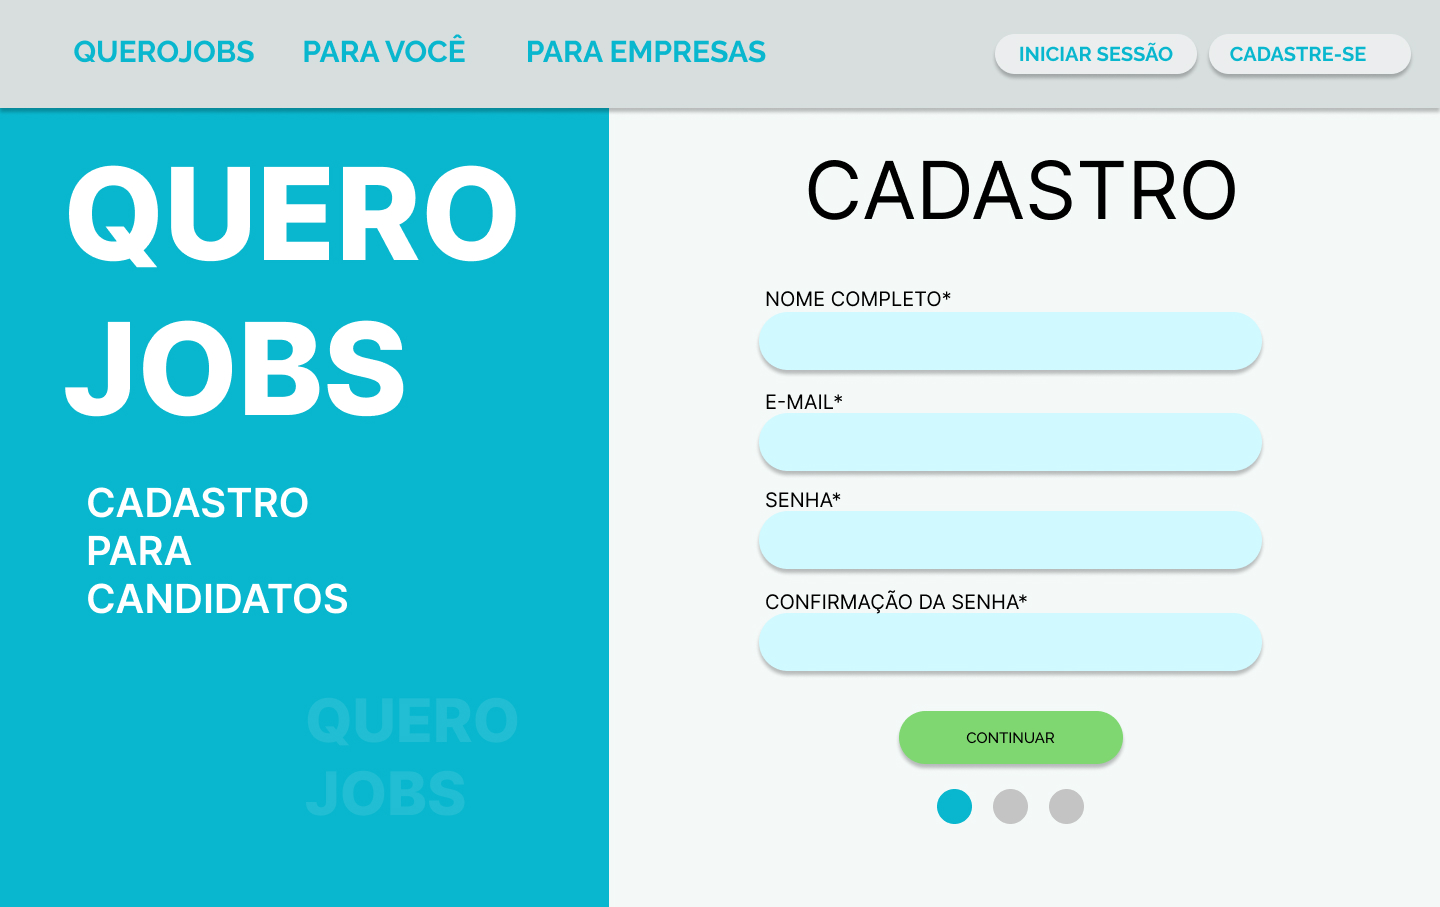 QUEROJOBS PARA VOCÊ PARA EMPRESAS INICIAR SESSÃO CADASTRE-SE
QUERO
JOBS
CADASTRO
PARA
CANDIDATOS
QUERO
JOBS
CADASTRO
NOME COMPLETO*
E-MAIL*
SENHA*
CONFIRMAÇÃO DA SENHA*
CONTINUAR